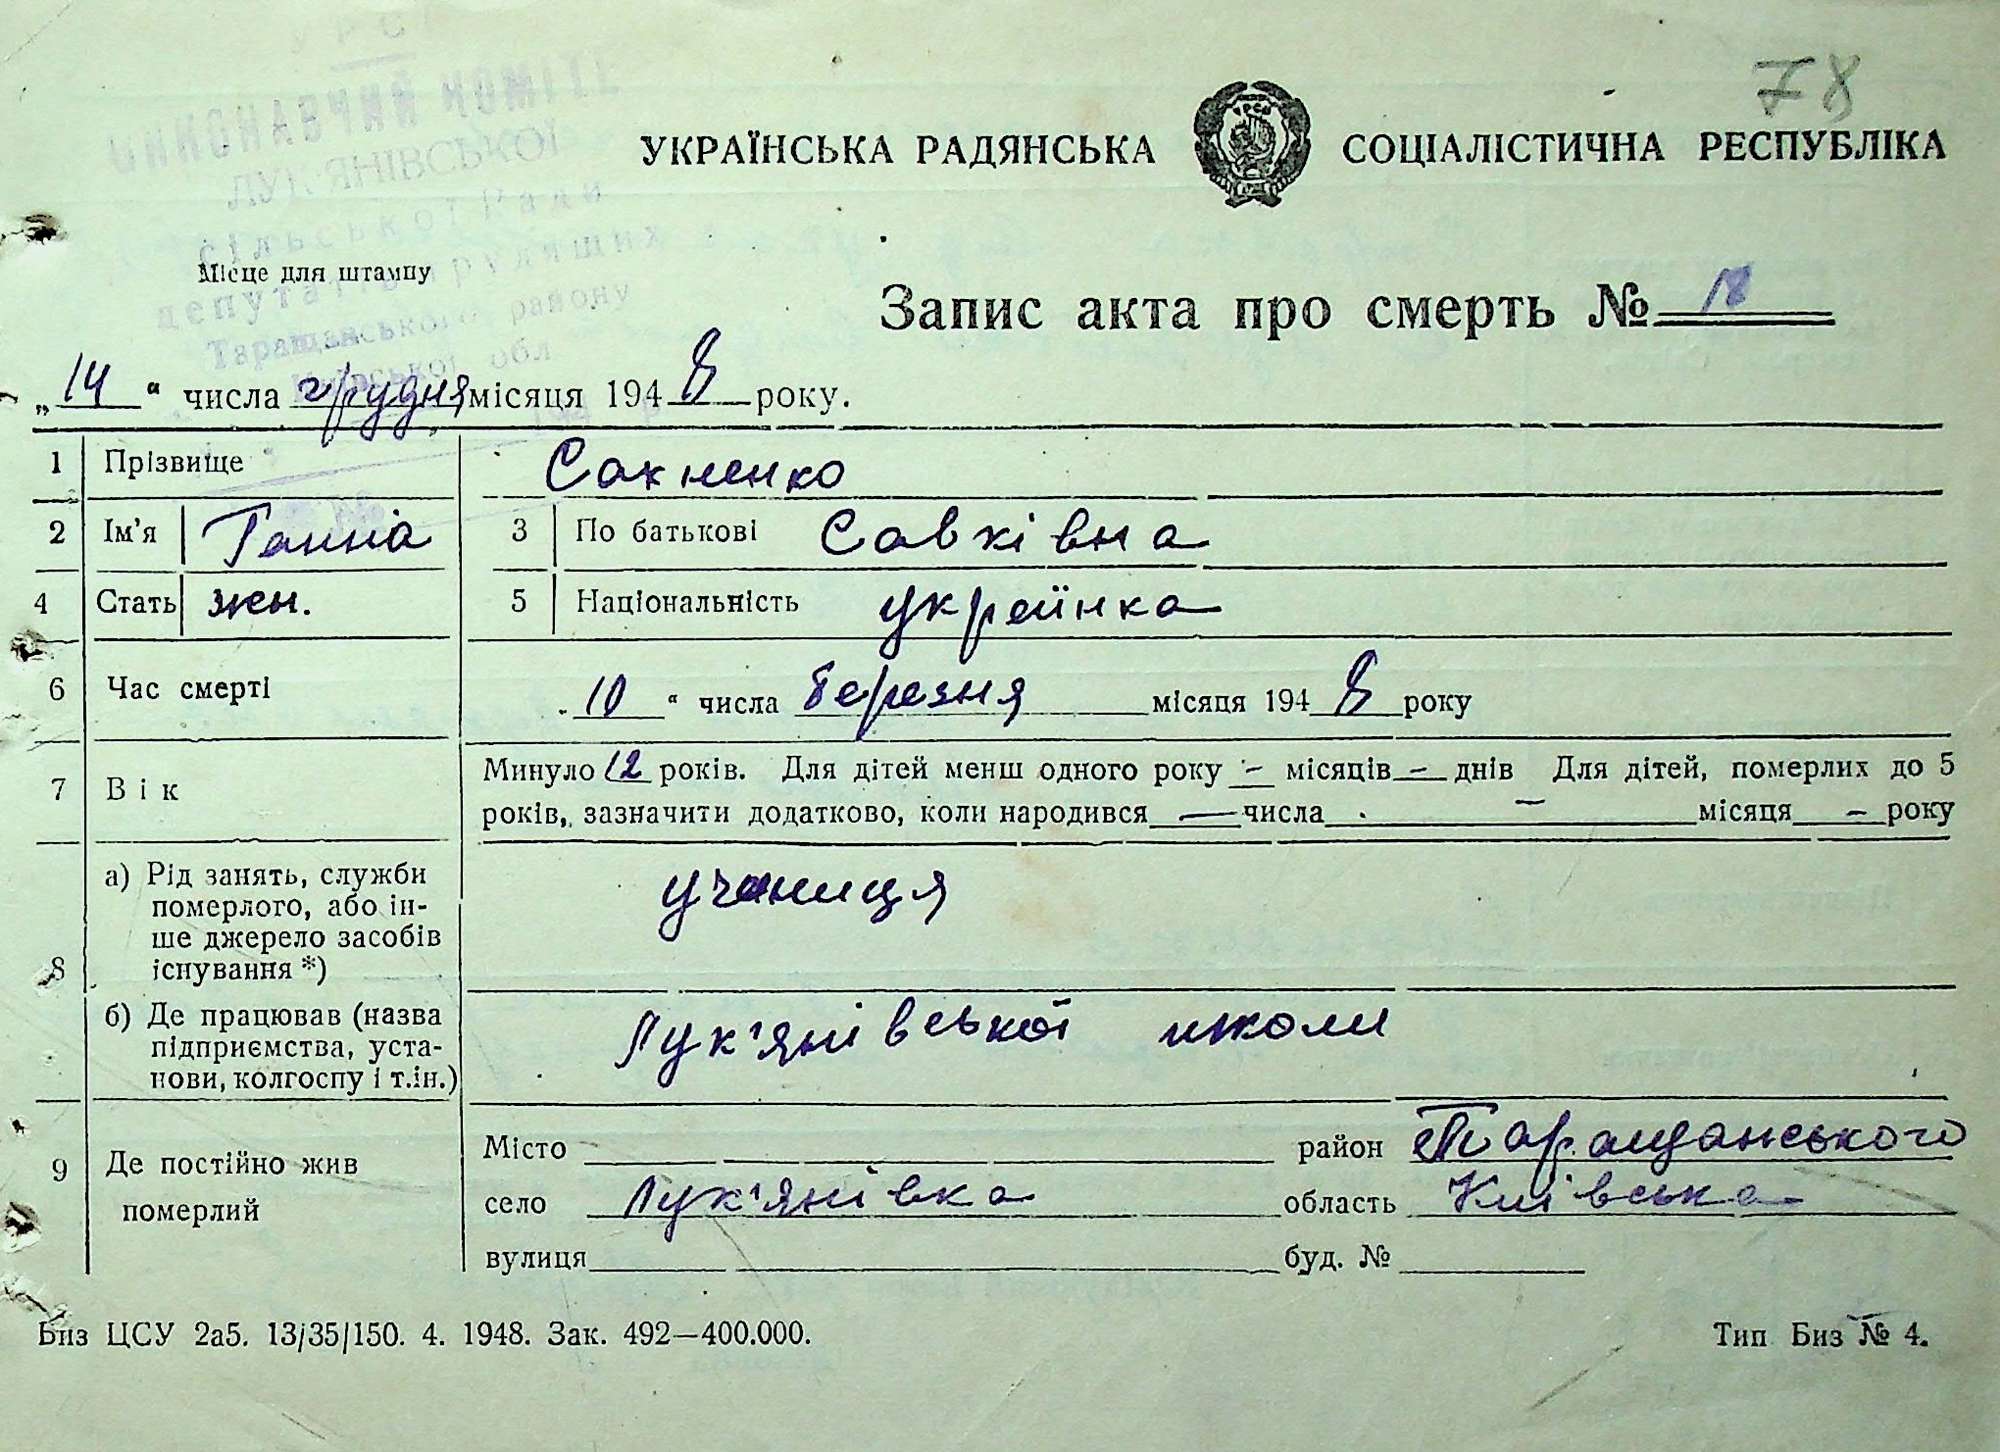 78
УРСР
ВИКОНАВЧИЙ КОМІТЕТ
ЛУК'ЯНІВСЬКОЇ
сільської Ради
депутатів трудящих
Таращанського району
Київської обл
УКРАЇНСЬКА РАДЯНСЬКА СОЦІАЛІСТИЧНА РЕСПУБЛІКА
Місце для штампу
Запис акта про смерть № 18
„14“ числа грудня місяця 1948 року.
1 Прізвище Сакненко
2 Ім'я Ганна 3 По батькові Савківна
4 Стать жен. 5 Національність українка
6 Час смерті „10“ числа березня місяця 1948 року
7 Вік Минуло 12 років. Для дітей менш одного року – місяців – днів Для дітей, померлих до 5
років, зазначити додатково, коли народився — числа — місяця – року
8 а) Рід занять, служби
померлого, або ін-
ше джерело засобів
існування *) учениця
б) Де працював (назва
підприємства, уста-
нови, колгоспу і т.ін.) Лук'янівської школи
9 Де постійно жив
померлий
Місто район Таращанського
село Лук'янівка область Київська
вулиця буд. №
Биз ЦСУ 2а5. 13/35/150. 4. 1948. Зак. 492—400.000. Тип Биз № 4.